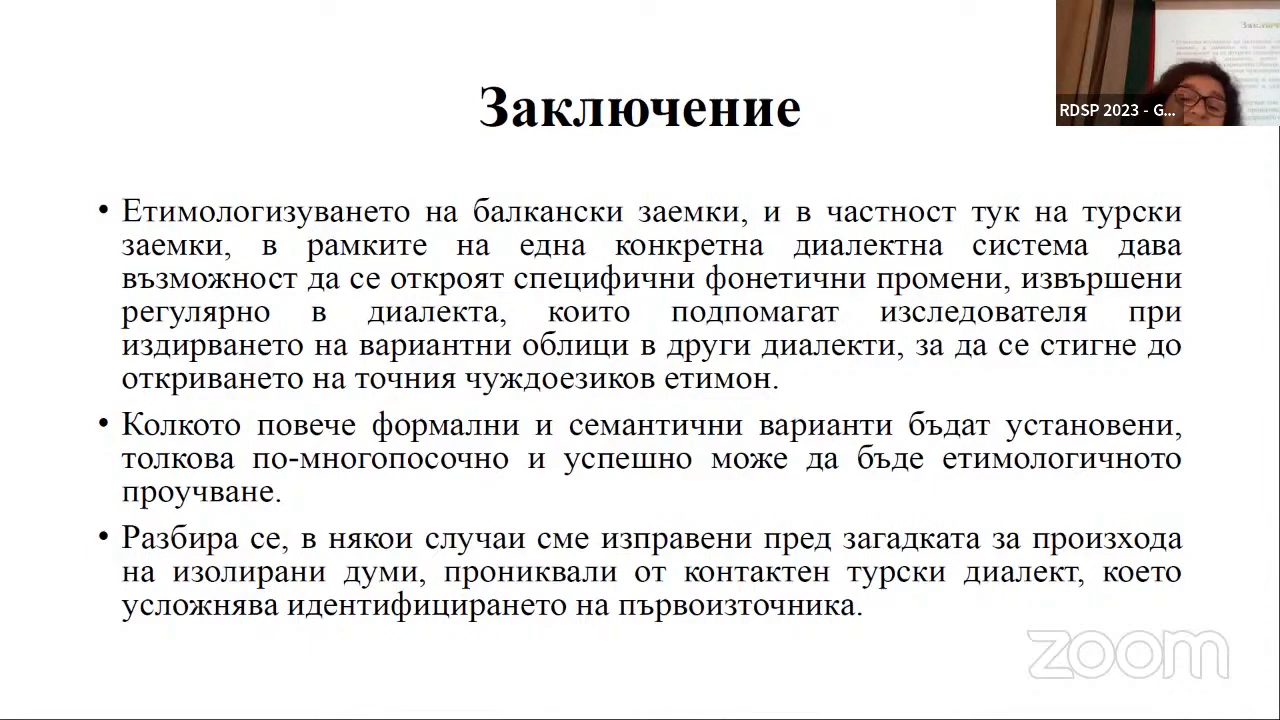 Заключение
RDSP 2023 - G...
• Етимологизуването на балкански заемки, и в частност тук на турски
заемки, в рамките на една конкретна диалектна система дава
възможност да се откроят специфични фонетични промени, извършени
регулярно в диалекта, които подпомагат изследователя при
издирването на вариантни облици в други диалекти, за да се стигне до
откриването на точния чуждоезиков етимон.
• Колкото повече формални и семантични варианти бъдат установени,
толкова по-многопосочно и успешно може да бъде етимологичното
проучване.
• Разбира се, в някои случаи сме изправени пред загадката за произхода
на изолирани думи, прониквали от контактен турски диалект, което
усложнява идентифицирането на първоизточника.
zoom